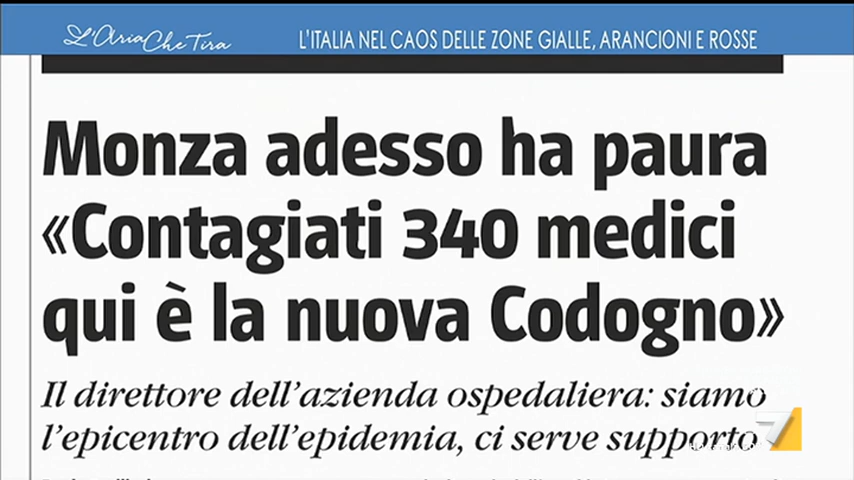 L'Aria Che Tira
L'ITALIA NEL CAOS DELLE ZONE GIALLE, ARANCIONI E ROSSE
Monza adesso ha paura
«Contagiati 340 medici
qui è la nuova Codogno»
Il direttore dell'azienda ospedaliera: siamo
l'epicentro dell'epidemia, ci serve supporto
7